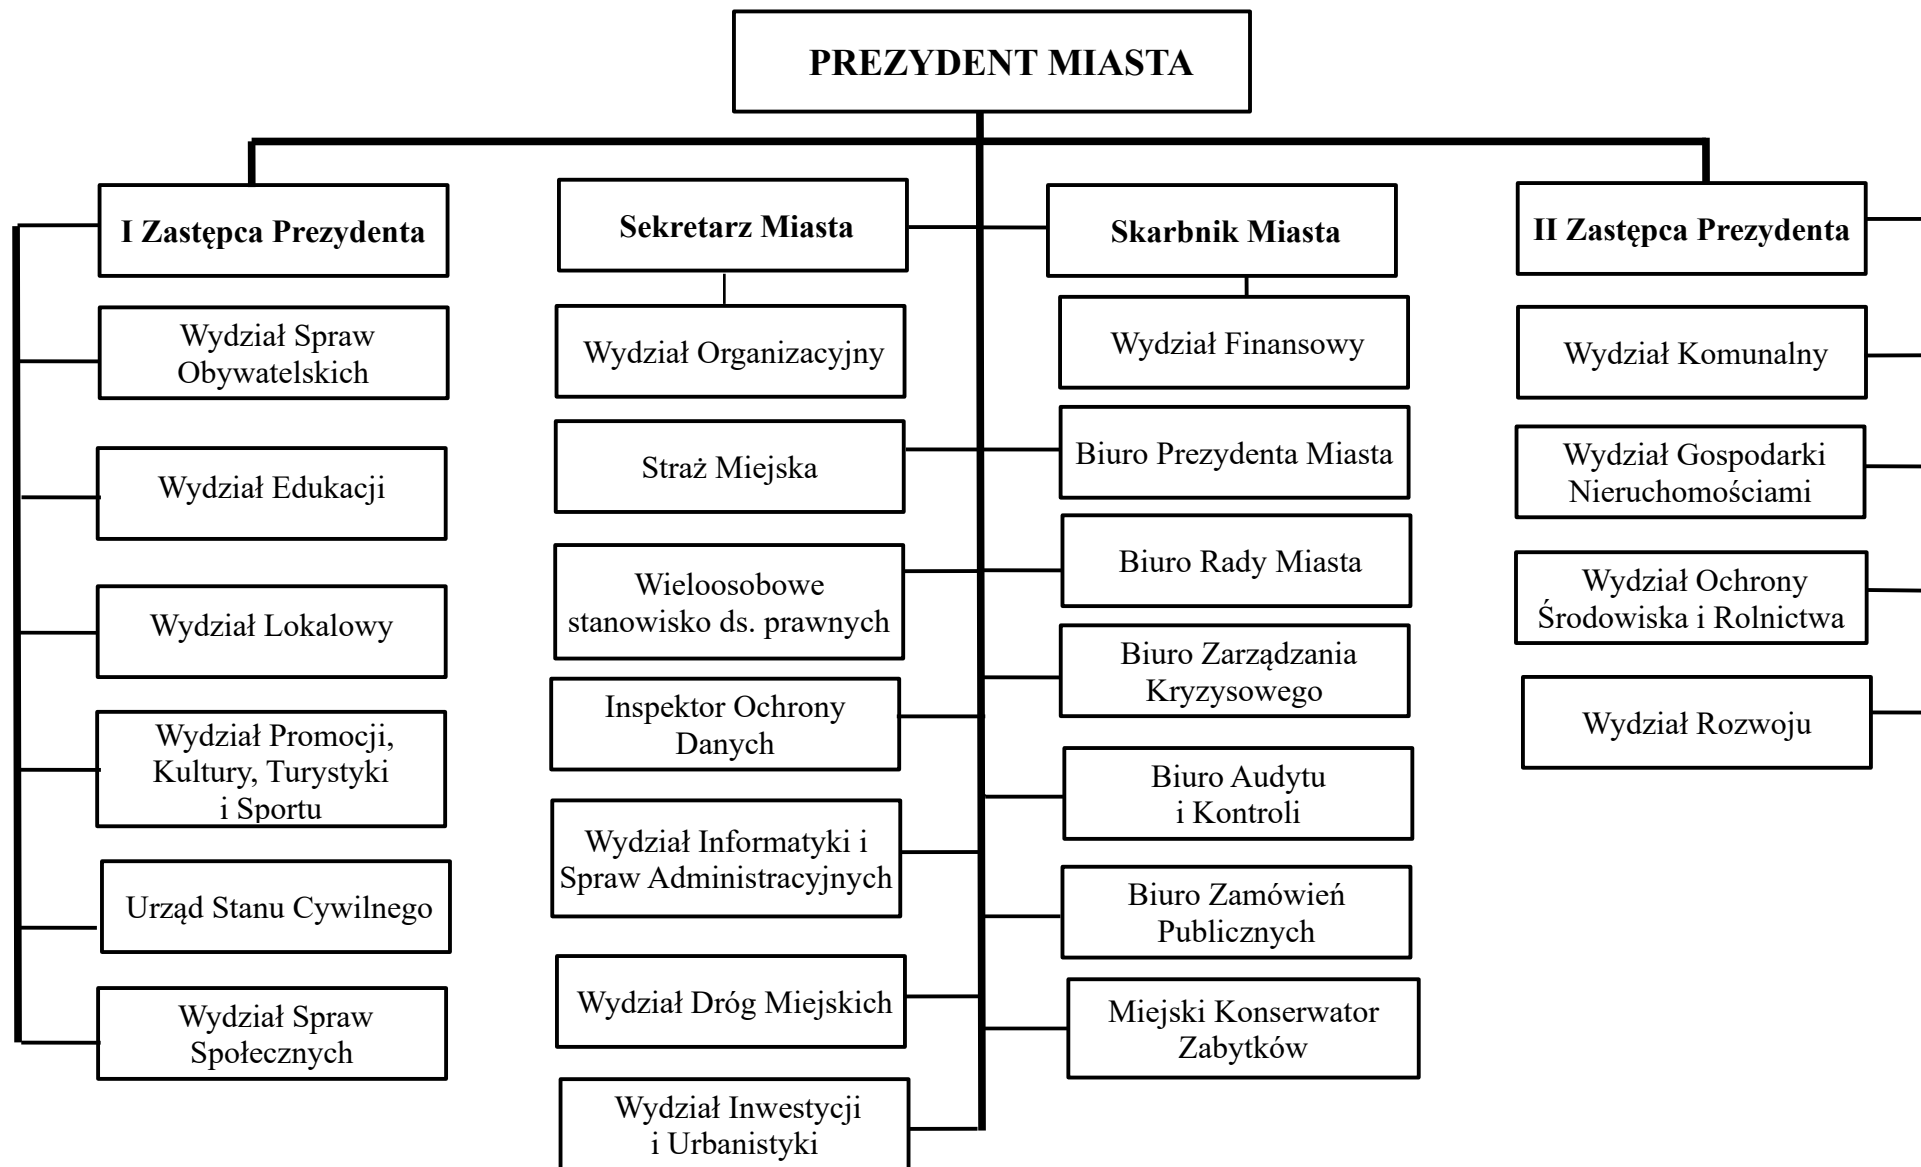 PREZYDENT MIASTA
I Zastępca Prezydenta
Sekretarz Miasta
Skarbnik Miasta
II Zastępca Prezydenta
Wydział Spraw
Obywatelskich
Wydział Edukacji
Wydział Lokalowy
Wydział Promocji,
Kultury, Turystyki
i Sportu
Urząd Stanu Cywilnego
Wydział Spraw
Społecznych
Wydział Organizacyjny
Straż Miejska
Wieloosobowe
stanowisko ds. prawnych
Inspektor Ochrony
Danych
Wydział Informatyki i
Spraw Administracyjnych
Wydział Dróg Miejskich
Wydział Inwestycji
i Urbanistyki
Wydział Finansowy
Biuro Prezydenta Miasta
Biuro Rady Miasta
Biuro Zarządzania
Kryzysowego
Biuro Audytu
i Kontroli
Biuro Zamówień
Publicznych
Miejski Konserwator
Zabytków
Wydział Komunalny
Wydział Gospodarki
Nieruchomościami
Wydział Ochrony
Środowiska i Rolnictwa
Wydział Rozwoju